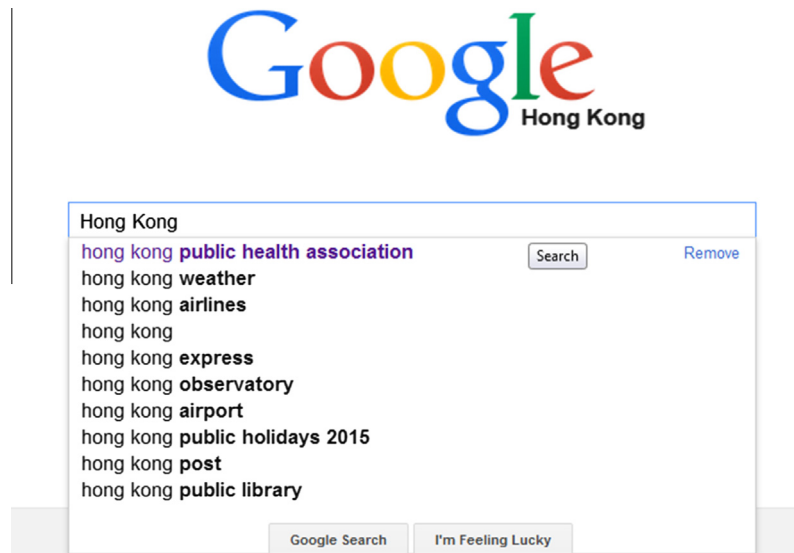 Google
Hong Kong
Hong Kong
hong kong public health association Search Remove
hong kong weather
hong kong airlines
hong kong
hong kong express
hong kong observatory
hong kong airport
hong kong public holidays 2015
hong kong post
hong kong public library
Google Search I'm Feeling Lucky